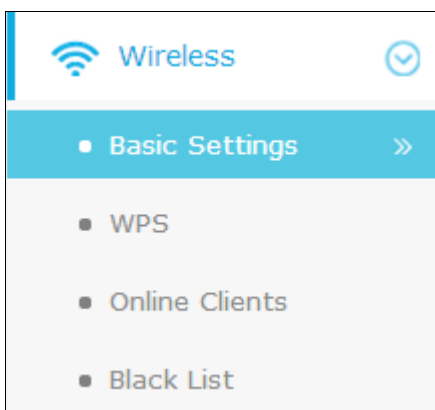 Wireless
Basic Settings
WPS
Online Clients
Black List